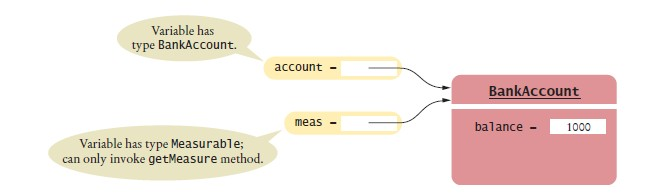 Variable has
type BankAccount.
account =
BankAccount
balance = 1000
meas =
Variable has type Measurable;
can only invoke getMeasure method.